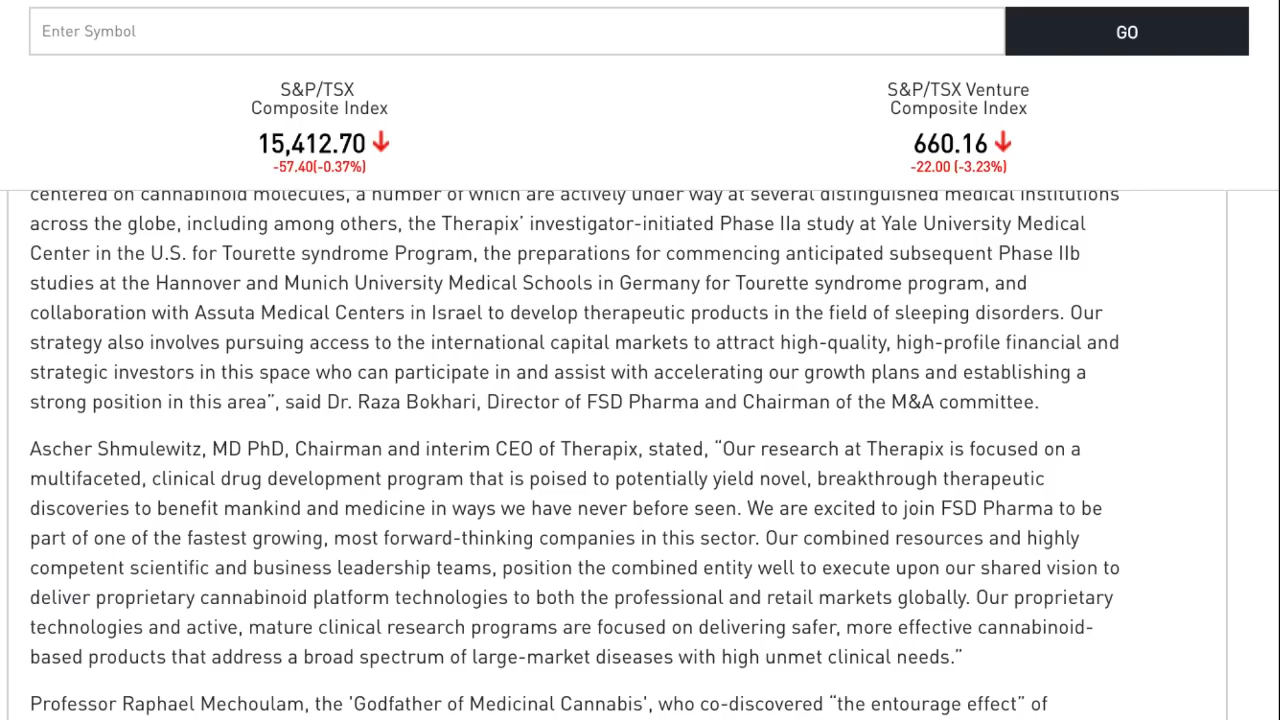 Enter Symbol
GO
S&P/TSX
Composite Index
15,412.70
-57.40(-0.37%)
S&P/TSX Venture
Composite Index
660.16
-22.00 (-3.23%)
centered on cannabinoid molecules, a number of which are actively under way at several distinguished medical institutions
across the globe, including among others, the Therapix’ investigator-initiated Phase IIa study at Yale University Medical
Center in the U.S. for Tourette syndrome Program, the preparations for commencing anticipated subsequent Phase IIb
studies at the Hannover and Munich University Medical Schools in Germany for Tourette syndrome program, and
collaboration with Assuta Medical Centers in Israel to develop therapeutic products in the field of sleeping disorders. Our
strategy also involves pursuing access to the international capital markets to attract high-quality, high-profile financial and
strategic investors in this space who can participate in and assist with accelerating our growth plans and establishing a
strong position in this area”, said Dr. Raza Bokhari, Director of FSD Pharma and Chairman of the M&A committee.
Ascher Shmulewitz, MD PhD, Chairman and interim CEO of Therapix, stated, “Our research at Therapix is focused on a
multifaceted, clinical drug development program that is poised to potentially yield novel, breakthrough therapeutic
discoveries to benefit mankind and medicine in ways we have never before seen. We are excited to join FSD Pharma to be
part of one of the fastest growing, most forward-thinking companies in this sector. Our combined resources and highly
competent scientific and business leadership teams, position the combined entity well to execute upon our shared vision to
deliver proprietary cannabinoid platform technologies to both the professional and retail markets globally. Our proprietary
technologies and active, mature clinical research programs are focused on delivering safer, more effective cannabinoid-
based products that address a broad spectrum of large-market diseases with high unmet clinical needs.”
Professor Raphael Mechoulam, the 'Godfather of Medicinal Cannabis', who co-discovered “the entourage effect” of